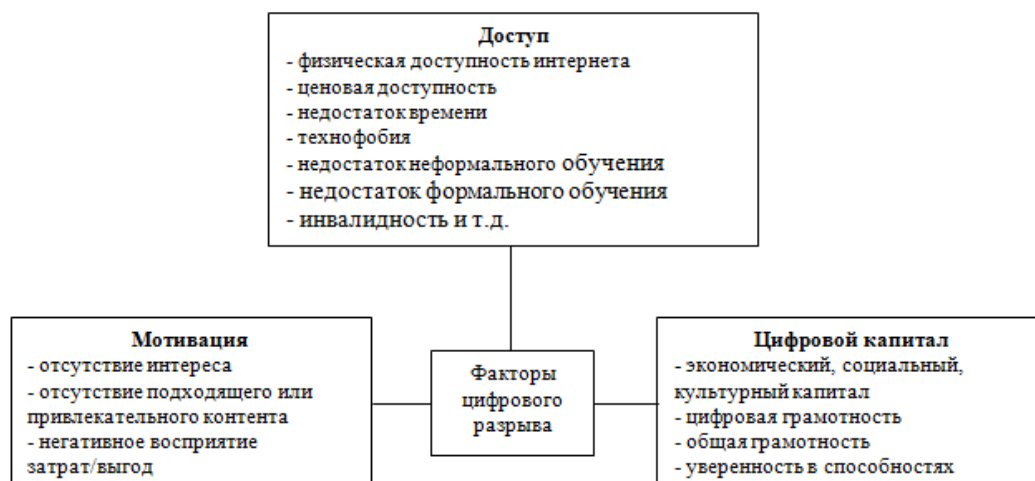 Доступ
- физическая доступность интернета
- ценовая доступность
- недостаток времени
- технофобия
- недостаток неформального обучения
- недостаток формального обучения
- инвалидность и т.д.
Мотивация
- отсутствие интереса
- отсутствие подходящего или
привлекательного контента
- негативное восприятие
затрат/выгод
Факторы
цифрового
разрыва
Цифровой капитал
- экономический, социальный,
культурный капитал
- цифровая грамотность
- общая грамотность
- уверенность в способностях